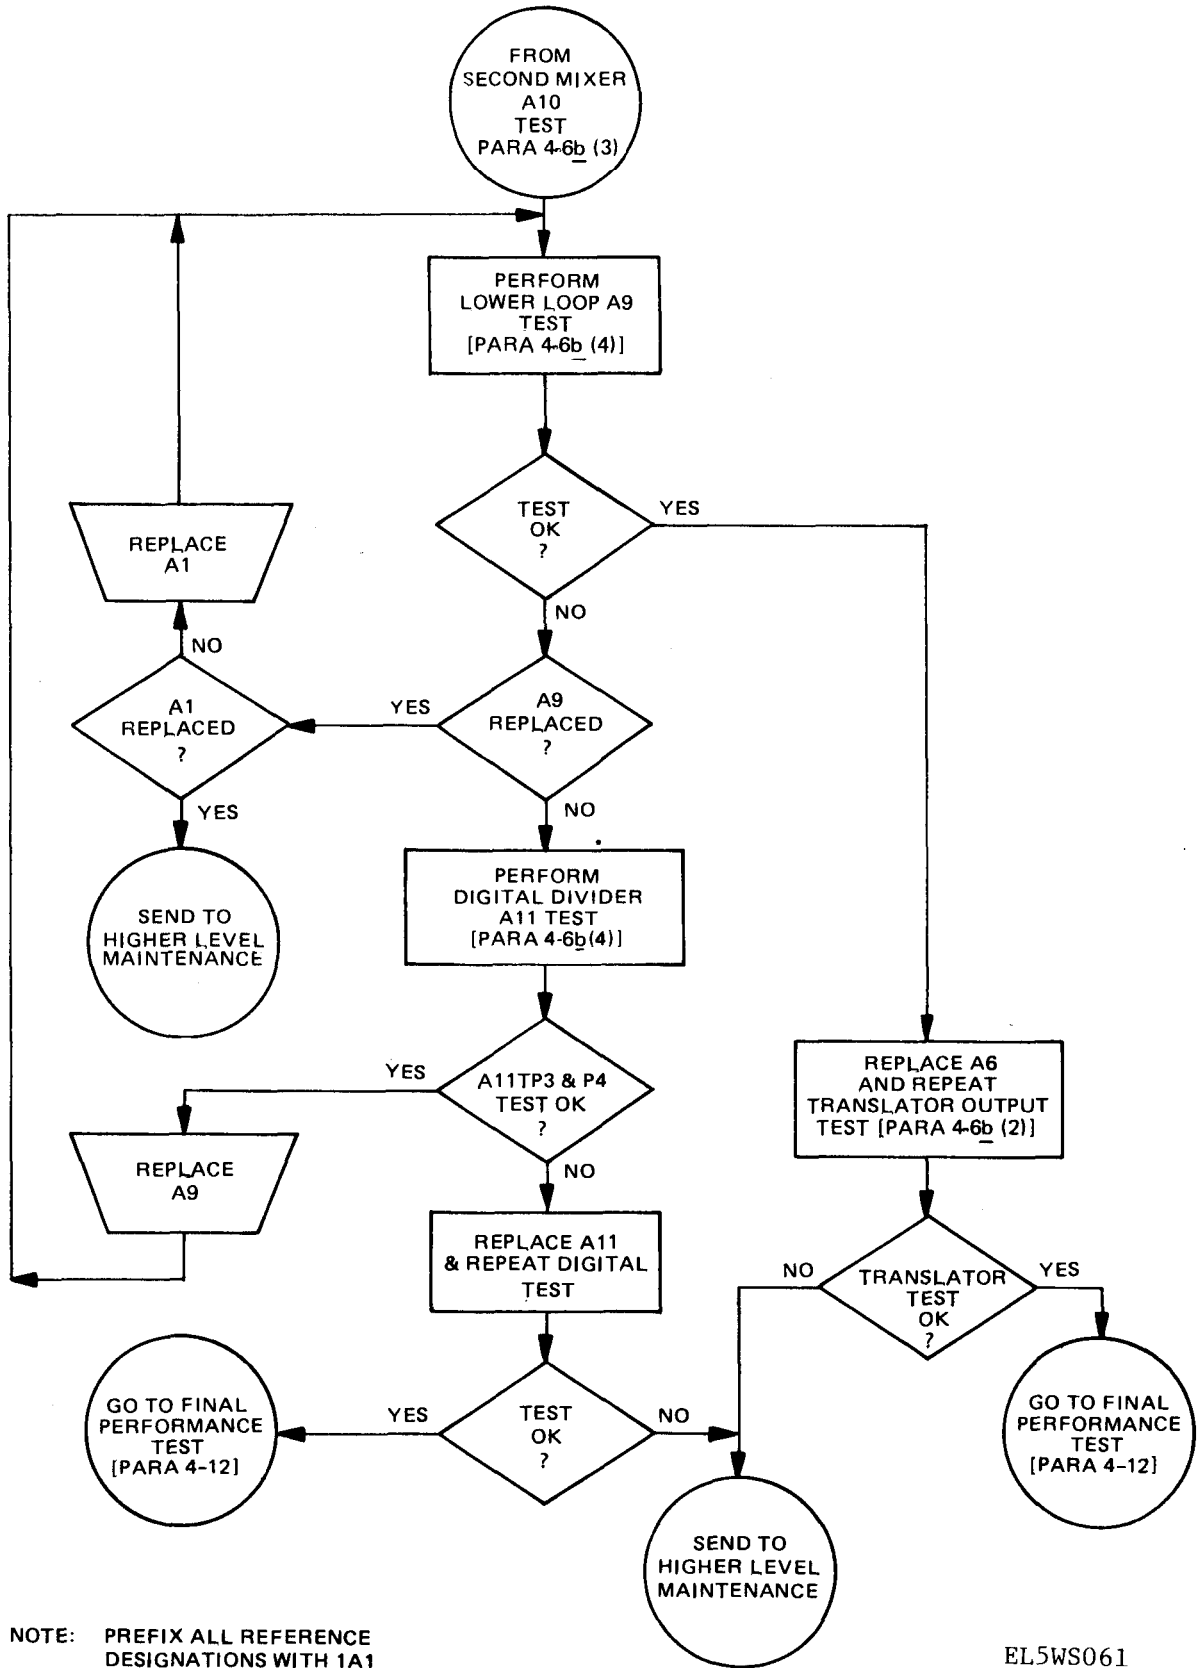 FROM
SECOND MIXER
A10
TEST
PARA 4-6b (3)
PERFORM
LOWER LOOP A9
TEST
[PARA 4-6b (4)]
TEST
OK
?
YES
NO
REPLACE
A1
NO
A1
REPLACED
?
YES
A9
REPLACED
?
YES
NO
SEND TO
HIGHER LEVEL
MAINTENANCE
PERFORM
DIGITAL DIVIDER
A11 TEST
[PARA 4-6b(4)]
YES
A11TP3 & P4
TEST OK
?
NO
REPLACE
A9
REPLACE A6
AND REPEAT
TRANSLATOR OUTPUT
TEST [PARA 4-6b (2)]
REPLACE A11
& REPEAT DIGITAL
TEST
NO
TRANSLATOR
TEST
OK
?
YES
GO TO FINAL
PERFORMANCE
TEST
[PARA 4-12]
YES
TEST
OK
?
NO
GO TO FINAL
PERFORMANCE
TEST
[PARA 4-12]
SEND TO
HIGHER LEVEL
MAINTENANCE
NOTE: PREFIX ALL REFERENCE
DESIGNATIONS WITH 1A1
EL5WS061